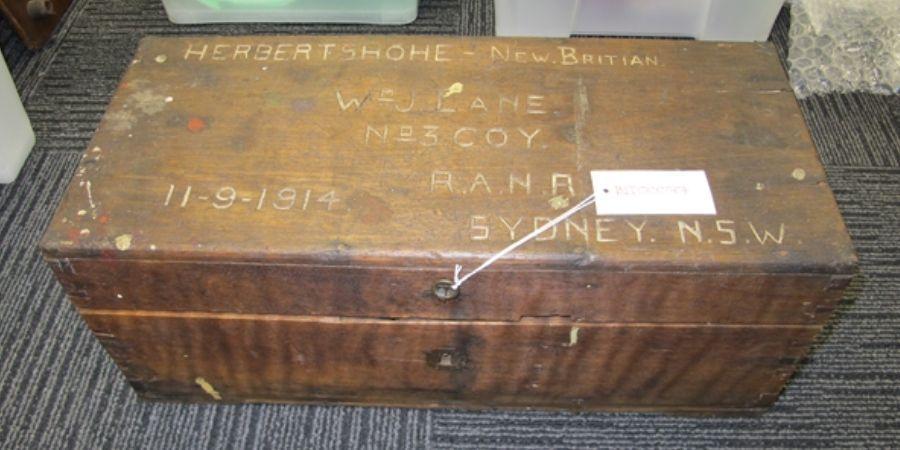 HERBERTSHOHE - NEW. BRITIAN.
WM J. LANE
NO 3 COY.
R.A.N.R
11-9-1914
SYDNEY. N.S.W.